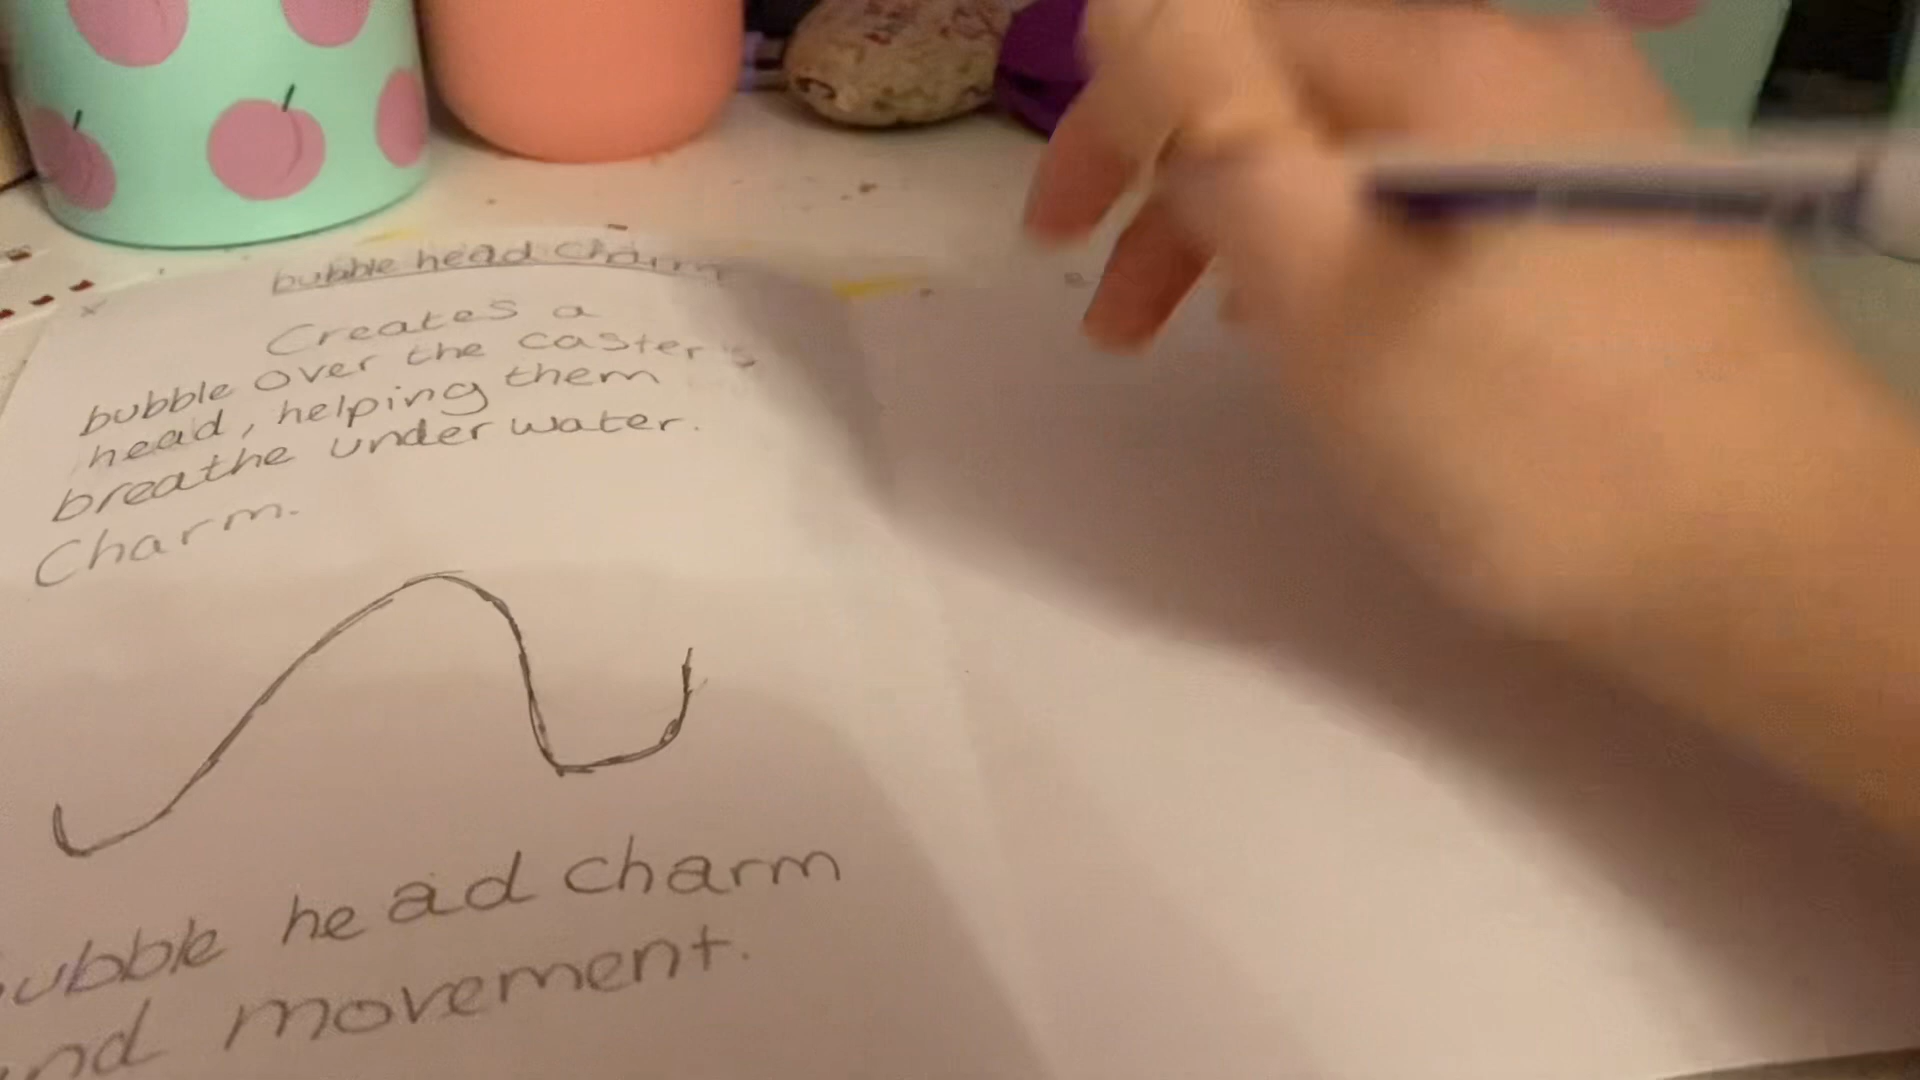 bubble head charm
Creates a
bubble over the caster's
head, helping them
breathe under water.
Charm.
bubble head charm
and movement.